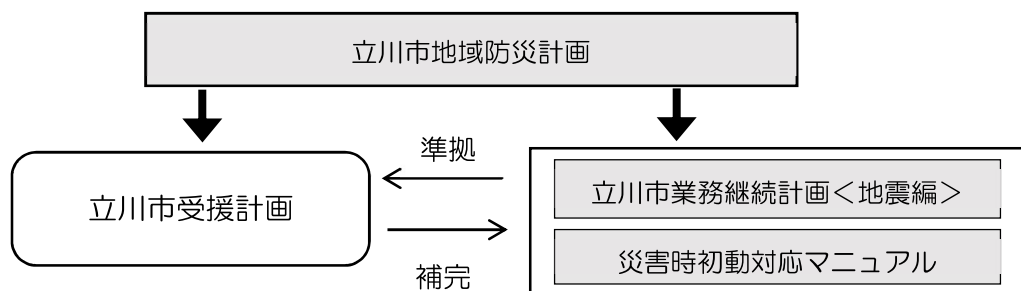 立川市地域防災計画
準拠
立川市受援計画
補完
立川市業務継続計画＜地震編＞
災害時初動対応マニュアル